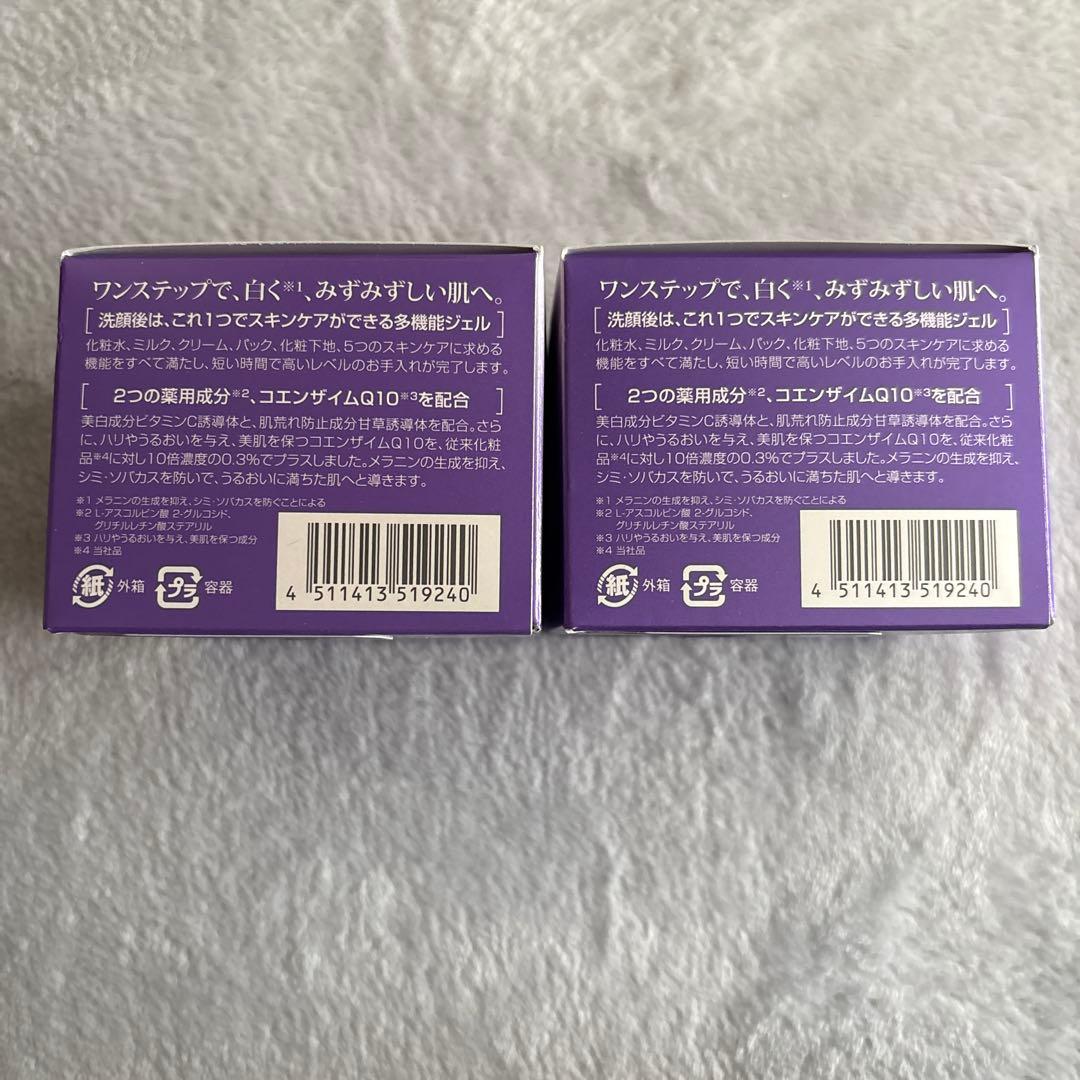 ワンステップで、白く※1、みずみずしい肌へ。
洗顔後は、これ1つでスキンケアができる多機能ジェル
化粧水、ミルク、クリーム、パック、化粧下地、5つのスキンケアに求める
機能をすべて満たし、短い時間で高いレベルのお手入れが完了します。
2つの薬用成分※2、コエンザイムQ10※3を配合
美白成分ビタミンC誘導体と、肌荒れ防止成分甘草誘導体を配合。さら
に、ハリやうるおいを与え、美肌を保つコエンザイムQ10を、従来化粧
品※4に対し10倍濃度の0.3%でプラスしました。メラニンの生成を抑え、
シミ・ソバカスを防いで、うるおいに満ちた肌へと導きます。
※1 メラニンの生成を抑え、シミ・ソバカスを防ぐことによる
※2 L-アスコルビン酸 2-グルコシド、
グリチルレチン酸ステアリル
※3 ハリやうるおいを与え、美肌を保つ成分
※4 当社品
紙 外箱 プラ 容器
4 511413 519240
ワンステップで、白く※1、みずみずしい肌へ。
洗顔後は、これ1つでスキンケアができる多機能ジェル
化粧水、ミルク、クリーム、パック、化粧下地、5つのスキンケアに求める
機能をすべて満たし、短い時間で高いレベルのお手入れが完了します。
2つの薬用成分※2、コエンザイムQ10※3を配合
美白成分ビタミンC誘導体と、肌荒れ防止成分甘草誘導体を配合。さら
に、ハリやうるおいを与え、美肌を保つコエンザイムQ10を、従来化粧
品※4に対し10倍濃度の0.3%でプラスしました。メラニンの生成を抑え、
シミ・ソバカスを防いで、うるおいに満ちた肌へと導きます。
※1 メラニンの生成を抑え、シミ・ソバカスを防ぐことによる
※2 L-アスコルビン酸 2-グルコシド、
グリチルレチン酸ステアリル
※3 ハリやうるおいを与え、美肌を保つ成分
※4 当社品
紙 外箱 プラ 容器
4 511413 519240